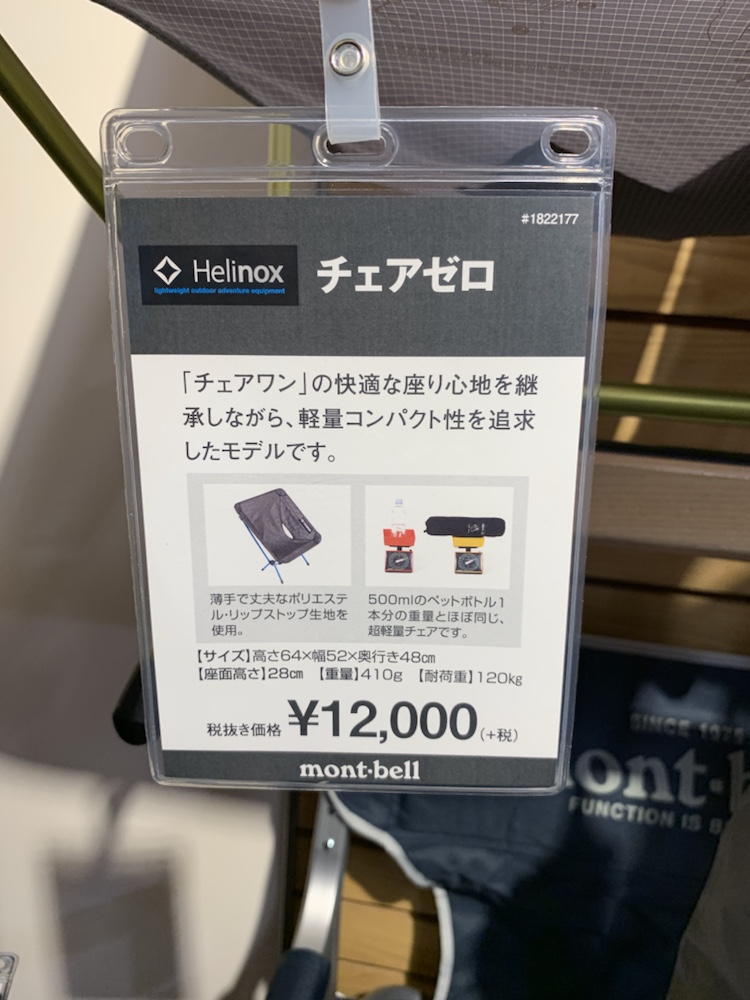 #1822177
Helinox
lightweight outdoor adventure equipment
チェアゼロ
「チェアワン」の快適な座り心地を継
承しながら、軽量コンパクト性を追求
したモデルです。
薄手で丈夫なポリエステ
ル・リップストップ生地を
使用。
500mlのペットボトル1
本分の重量とほぼ同じ、
超軽量チェアです。
【サイズ】高さ64×幅52×奥行き48㎝
【座面高さ】28㎝ 【重量】410g 【耐荷重】120㎏
税抜き価格 ¥12,000(+税)
mont·bell
SINCE 1975
FUNCTION IS